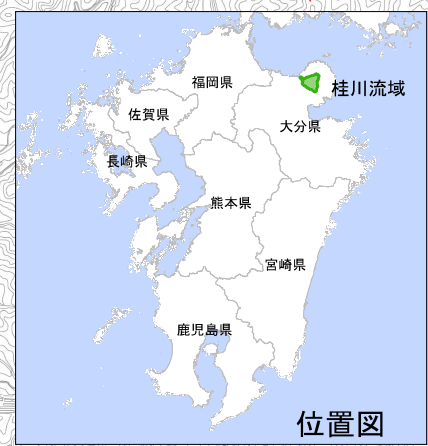 福岡県
桂川流域
佐賀県
大分県
長崎県
熊本県
宮崎県
鹿児島県
位置図